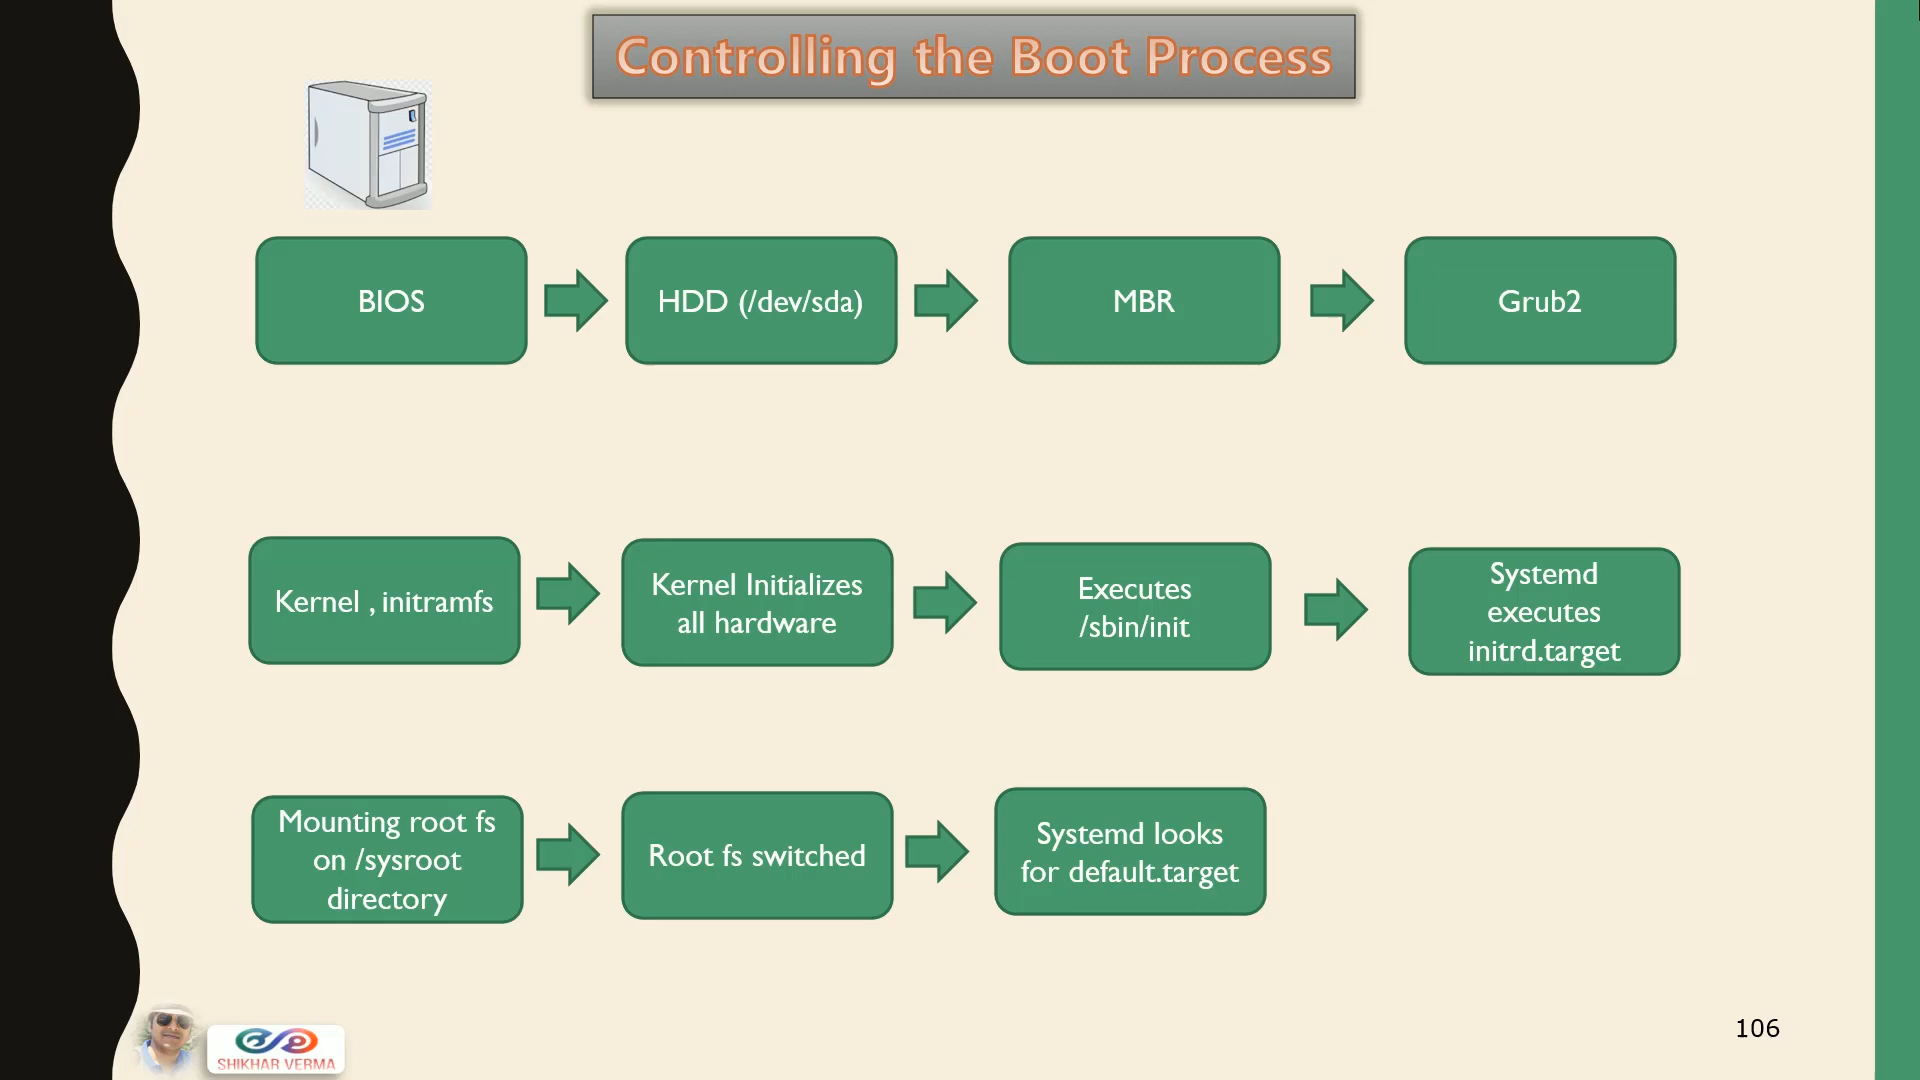 Controlling the Boot Process
BIOS
HDD (/dev/sda)
MBR
Grub2
Kernel , initramfs
Kernel Initializes
all hardware
Executes
/sbin/init
Systemd
executes
initrd.target
Mounting root fs
on /sysroot
directory
Root fs switched
Systemd looks
for default.target
SHIKHAR VERMA
106